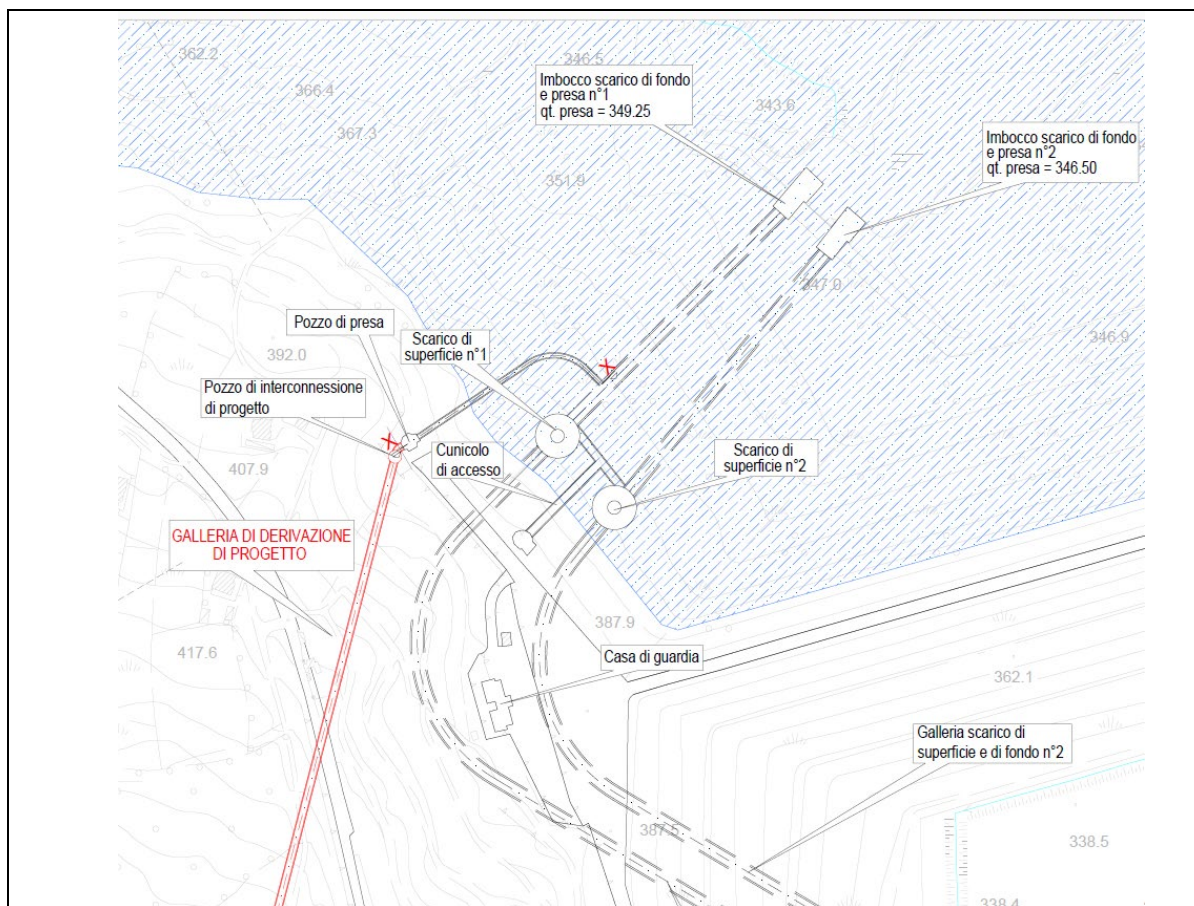 362.2
346.5
Imbocco scarico di fondo
e presa n°1
qt. presa = 349.25
366.4
343.6
367.3
Imbocco scarico di fondo
e presa n°2
qt. presa = 346.50
351.9
347.0
Pozzo di presa
Scarico di
superficie n°1
346.9
392.0
Pozzo di interconnessione
di progetto
Cunicolo
di accesso
Scarico di
superficie n°2
407.9
GALLERIA DI DERIVAZIONE
DI PROGETTO
387.9
417.6
Casa di guardia
362.1
Galleria scarico di
superficie e di fondo n°2
387.5
338.5
338.4